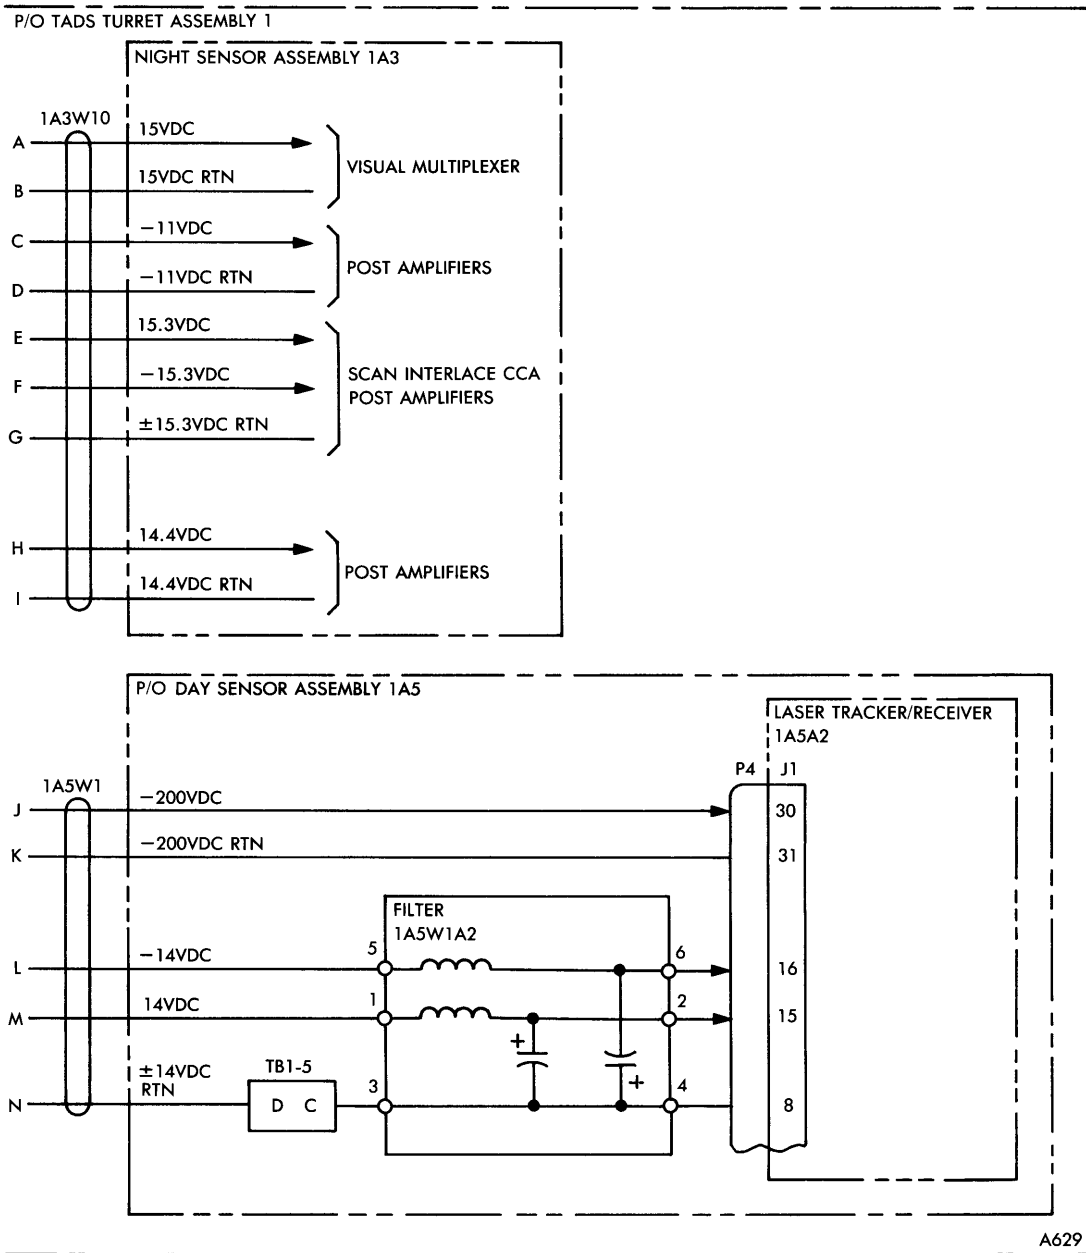 P/O TADS TURRET ASSEMBLY 1
NIGHT SENSOR ASSEMBLY 1A3
1A3W10
A
15VDC
B
15VDC RTN
VISUAL MULTIPLEXER
C
−11VDC
D
−11VDC RTN
POST AMPLIFIERS
E
15.3VDC
F
−15.3VDC
G
±15.3VDC RTN
SCAN INTERLACE CCA
POST AMPLIFIERS
H
14.4VDC
I
14.4VDC RTN
POST AMPLIFIERS
P/O DAY SENSOR ASSEMBLY 1A5
LASER TRACKER/RECEIVER
1A5A2
P4 J1
1A5W1
J
−200VDC
30
K
−200VDC RTN
31
FILTER
1A5W1A2
L
−14VDC
5
6
16
M
14VDC
1
2
15
+
+
N
±14VDC
RTN
TB1-5
D C
3
4
8
A629